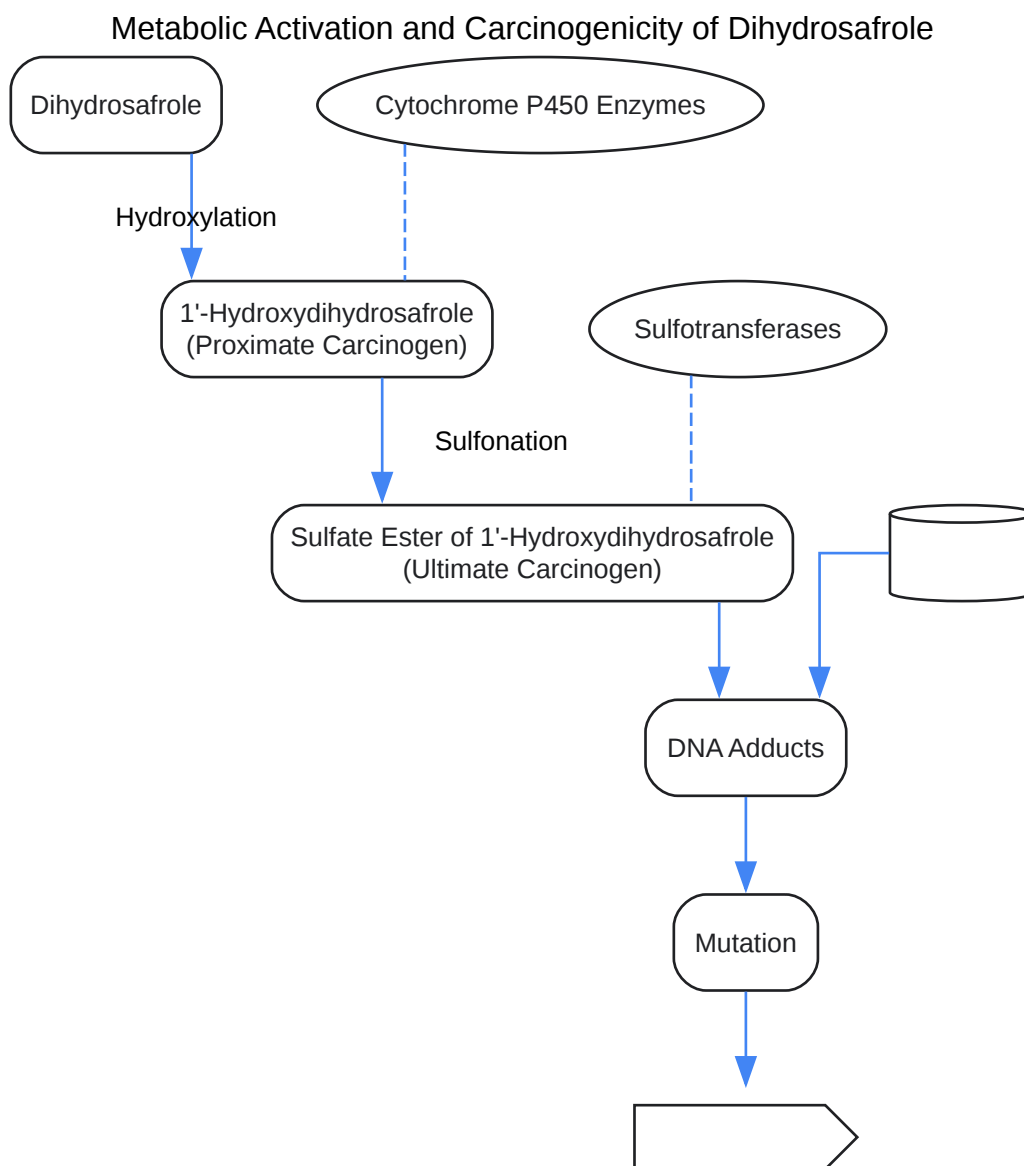 Metabolic Activation and Carcinogenicity of Dihydrosafrole
Dihydrosafrole
Cytochrome P450 Enzymes
Hydroxylation
1'-Hydroxydihydrosafrole
(Proximate Carcinogen)
Sulfotransferases
Sulfonation
Sulfate Ester of 1'-Hydroxydihydrosafrole
(Ultimate Carcinogen)
DNA Adducts
Mutation